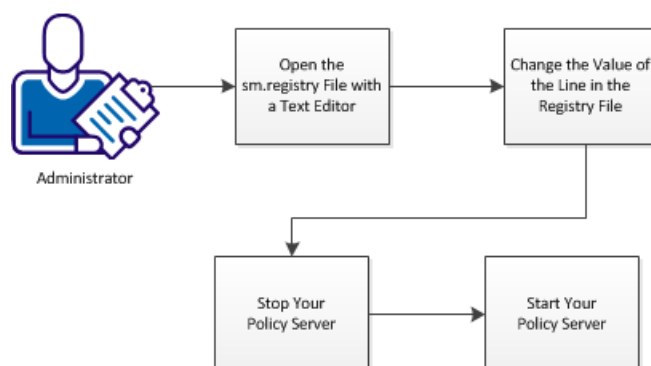 Administrator
Open the
sm.registry File with
a Text Editor
Change the Value of
the Line in the
Registry File
Stop Your
Policy Server
Start Your
Policy Server